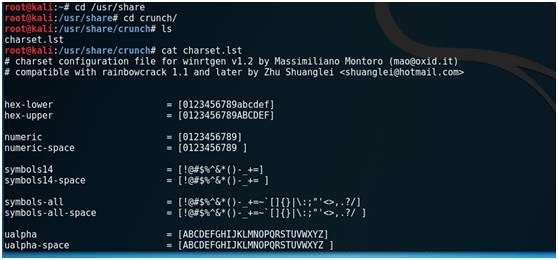 root@kali:~# cd /usr/share
root@kali:/usr/share# cd crunch/
root@kali:/usr/share/crunch# ls
charset.lst
root@kali:/usr/share/crunch# cat charset.lst
# charset configuration file for winrtgen v1.2 by Massimiliano Montoro (mao@oxid.it)
# compatible with rainbowcrack 1.1 and later by Zhu Shuanglei <shuanglei@hotmail.com>
hex-lower = [0123456789abcdef]
hex-upper = [0123456789ABCDEF]
numeric = [0123456789]
numeric-space = [0123456789 ]
symbols14 = [!@#$%^&*()-_+=]
symbols14-space = [!@#$%^&*()-_+= ]
symbols-all = [!@#$%^&*()-_+=~`[]{}|\:;"'<>,.?/]
symbols-all-space = [!@#$%^&*()-_+=~`[]{}|\:;"'<>,.?/ ]
ualpha = [ABCDEFGHIJKLMNOPQRSTUVWXYZ]
ualpha-space = [ABCDEFGHIJKLMNOPQRSTUVWXYZ ]